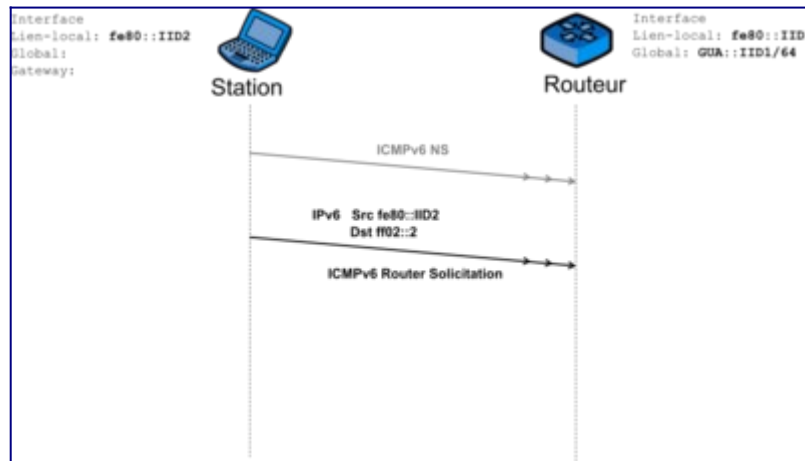 Interface
Lien-local: fe80::IID2
Global:
Gateway:
Station
Interface
Lien-local: fe80::IID
Global: GUA::IID1/64
Routeur
ICMPv6 NS
IPv6 Src fe80::IID2
Dst ff02::2
ICMPv6 Router Solicitation